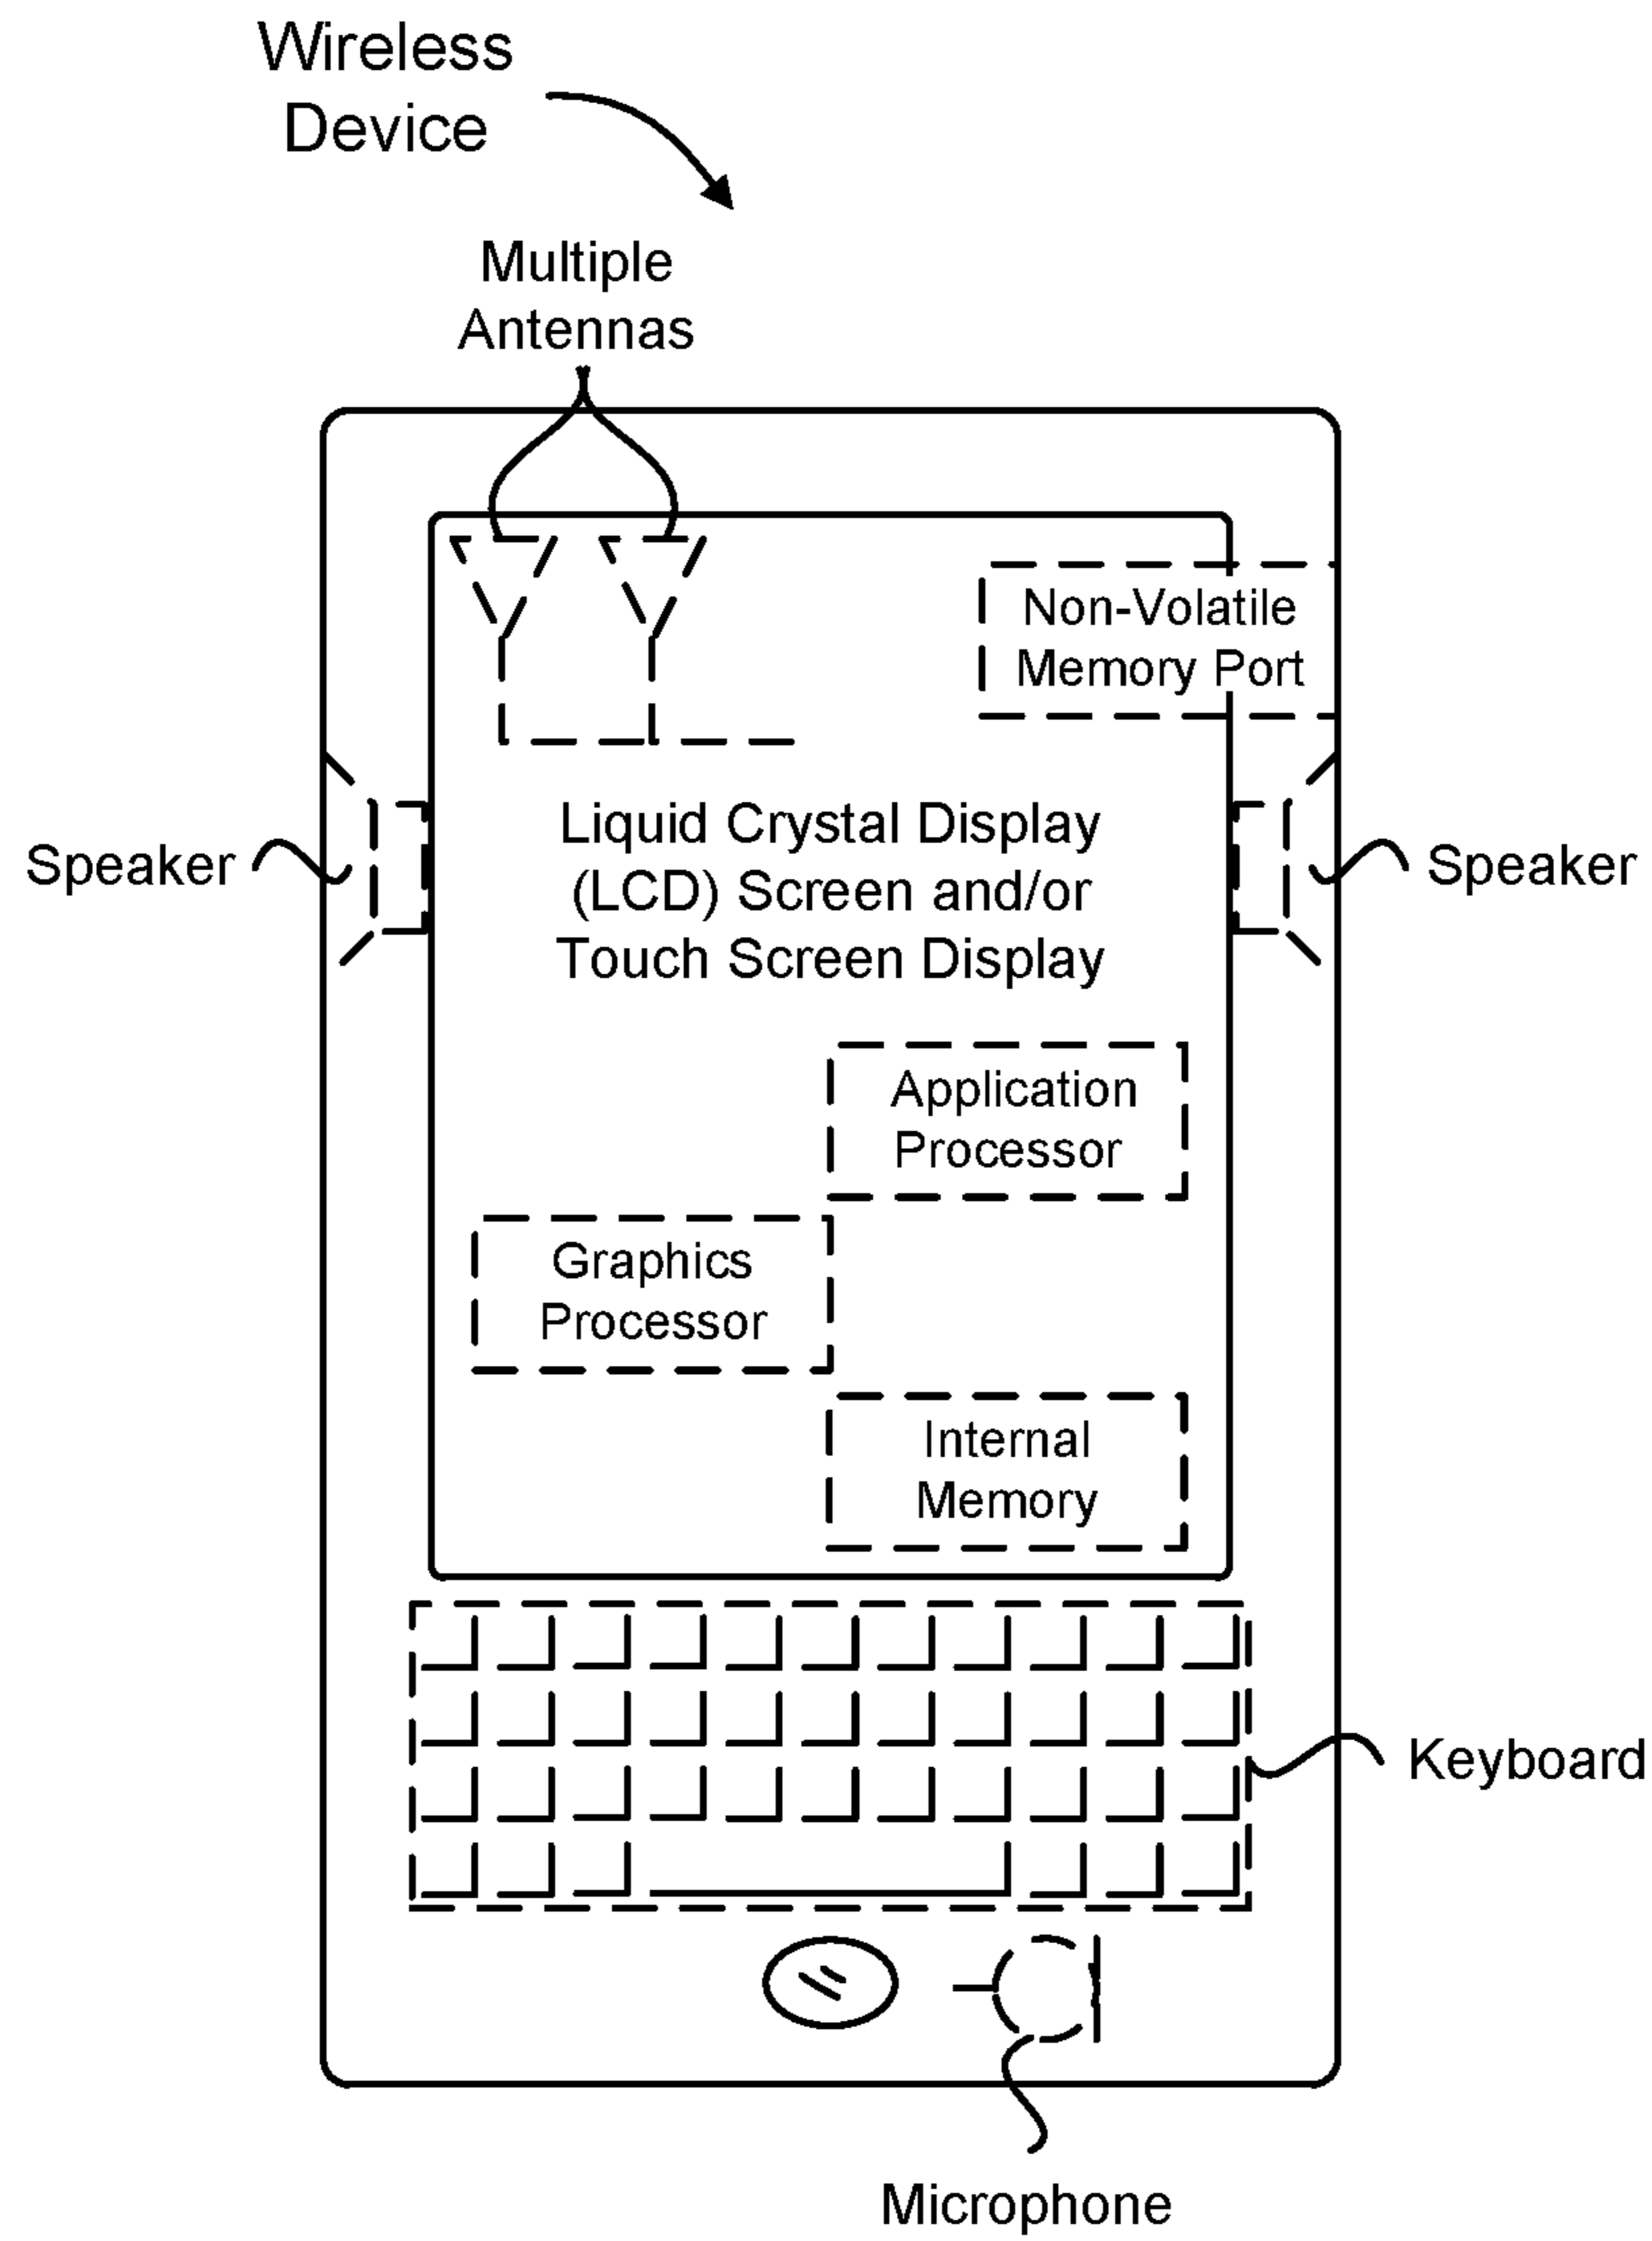 Wireless
Device
Multiple
Antennas
Non-Volatile
Memory Port
Liquid Crystal Display
(LCD) Screen and/or
Touch Screen Display
Speaker
Speaker
Application
Processor
Graphics
Processor
Internal
Memory
Keyboard
Microphone